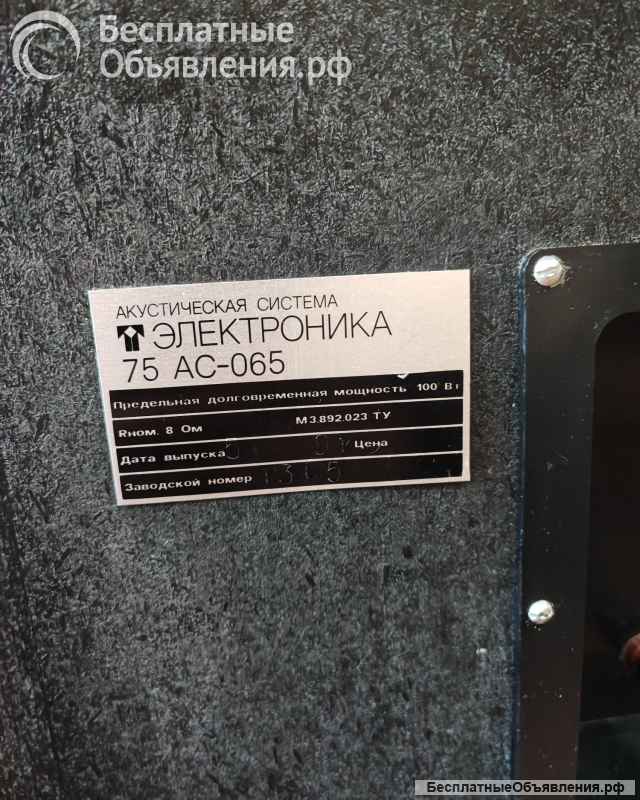 Бесплатные
Объявления.рф
АКУСТИЧЕСКАЯ СИСТЕМА
ЭЛЕКТРОНИКА
75 АС-065
Предельная долговременная мощность 100 Вт
Rном. 8 Ом М3.892.023 ТУ
Дата выпуска Цена
Заводской номер
БесплатныеОбъявления.рф